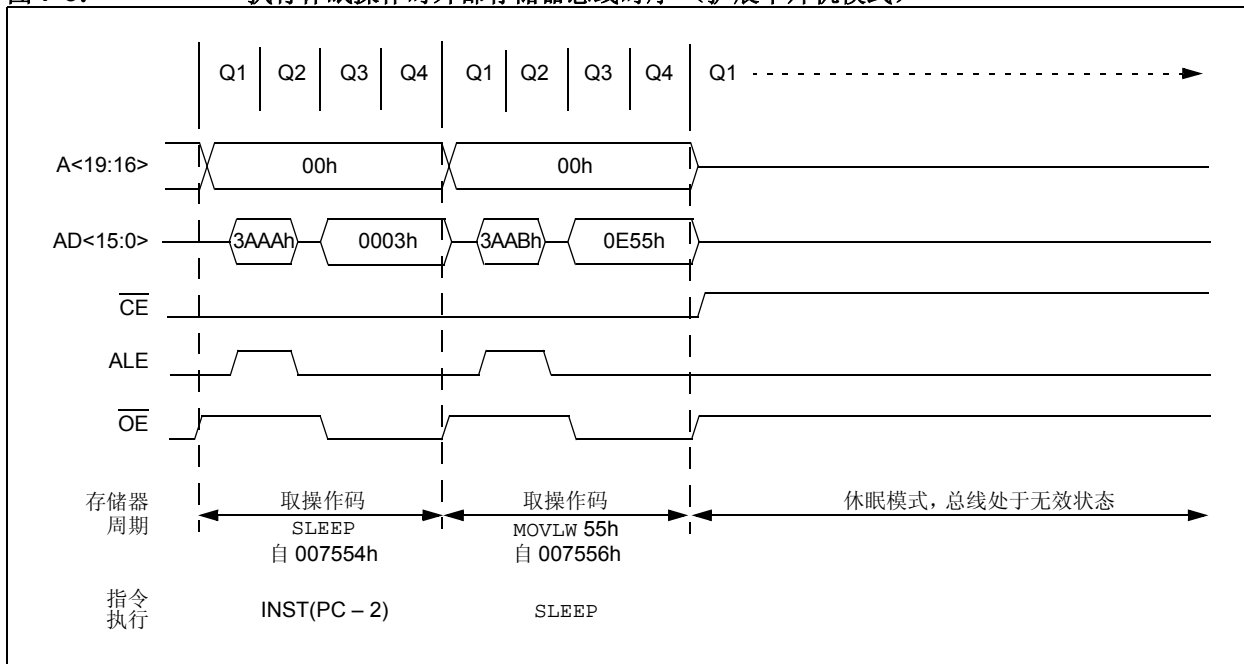 Q1 Q2 Q3 Q4 Q1 Q2 Q3 Q4 Q1
A<19:16> 00h 00h
AD<15:0> 3AAAh 0003h 3AABh 0E55h
CE
ALE
OE
存储器
周期
取操作码
SLEEP
自 007554h
取操作码
MOVLW 55h
自 007556h
休眠模式，总线处于无效状态
指令
执行
INST(PC – 2)
SLEEP